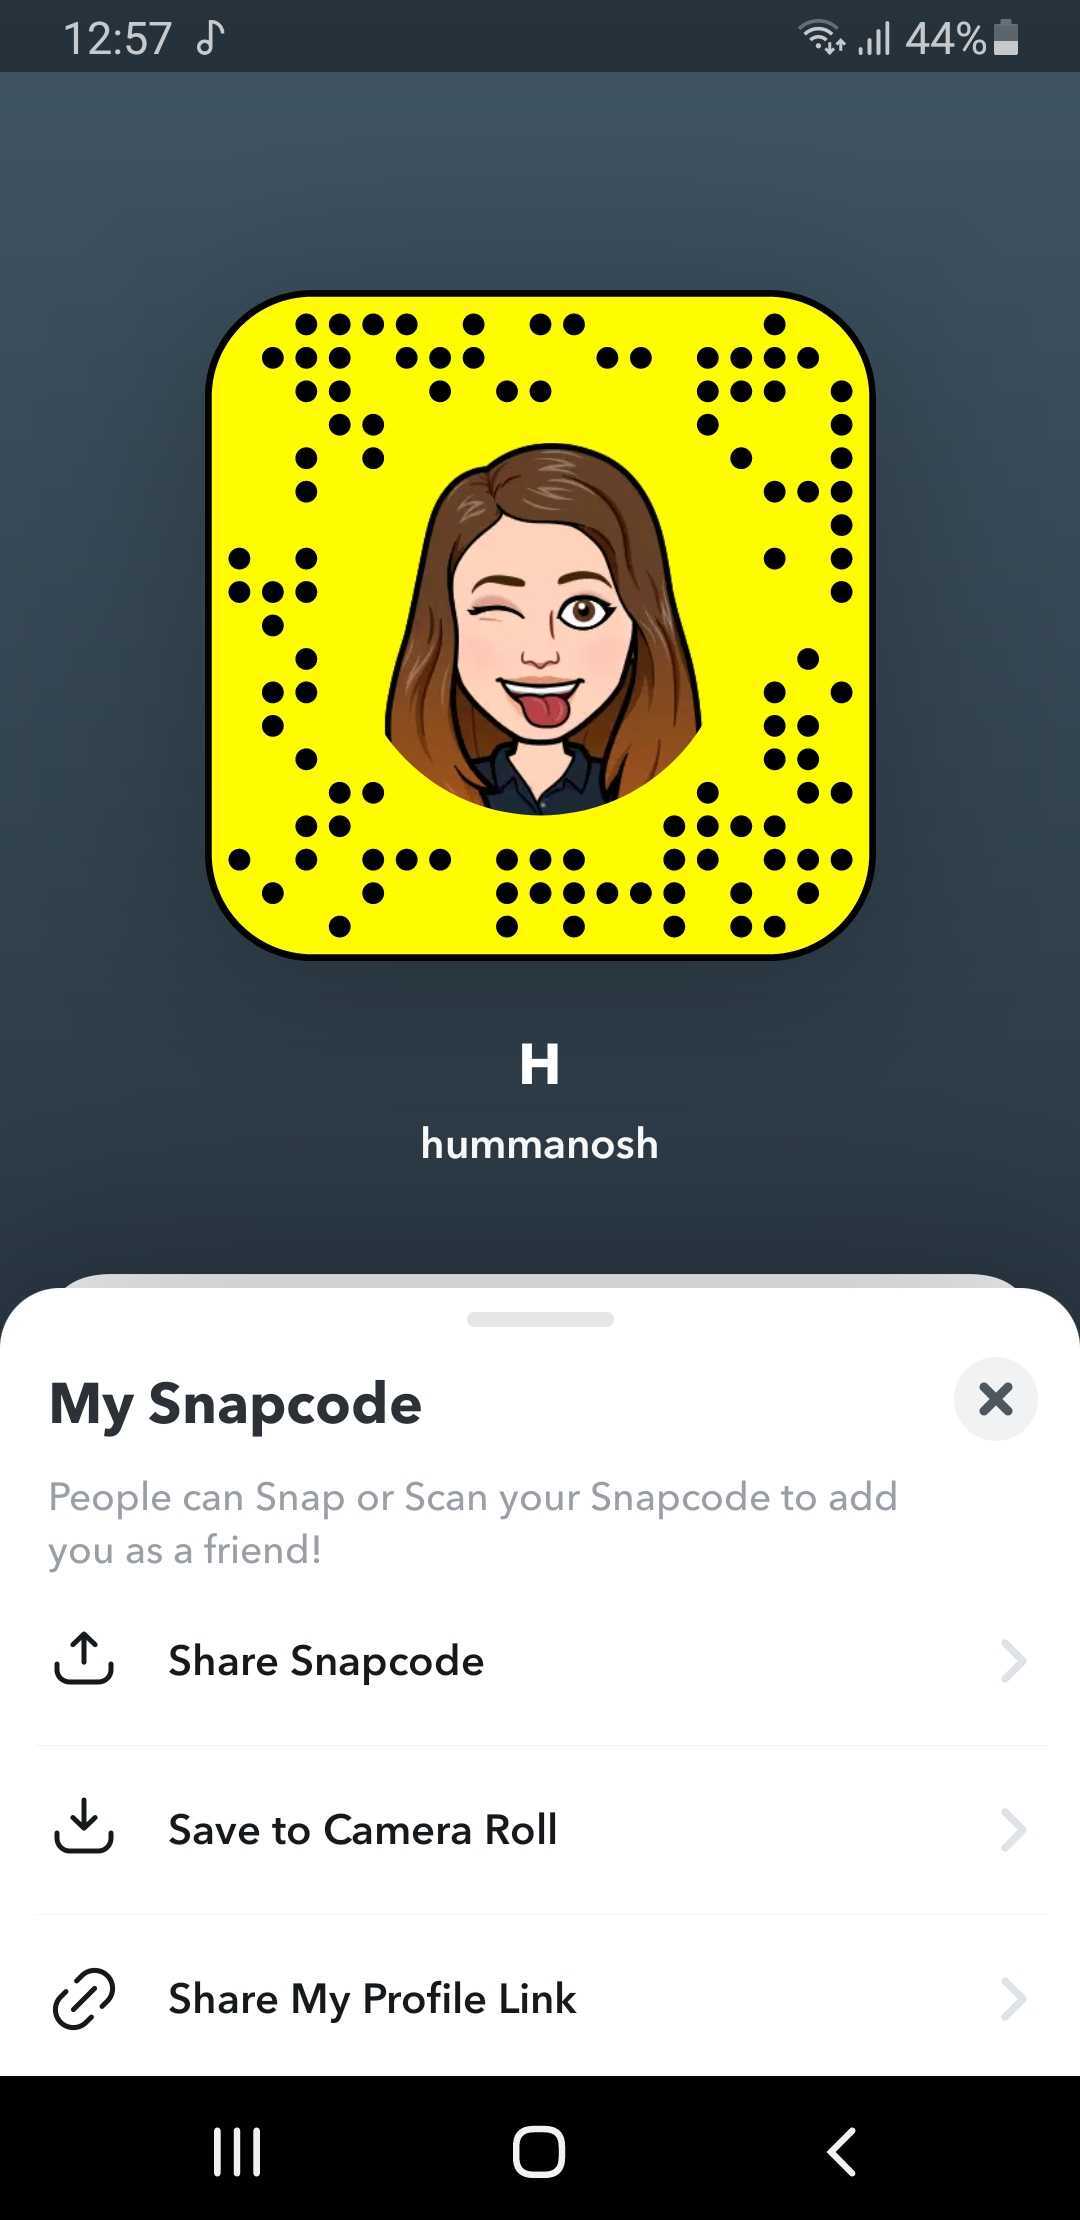 12:57 44%
H
hummanosh
My Snapcode
People can Snap or Scan your Snapcode to add
you as a friend!
Share Snapcode
Save to Camera Roll
Share My Profile Link